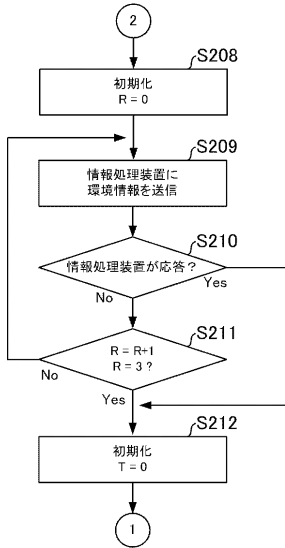 2
S208
初期化
R = 0
S209
情報処理装置に
環境情報を送信
S210
情報処理装置が応答？
No
Yes
S211
R = R+1
R = 3 ?
No
Yes
S212
初期化
T = 0
1